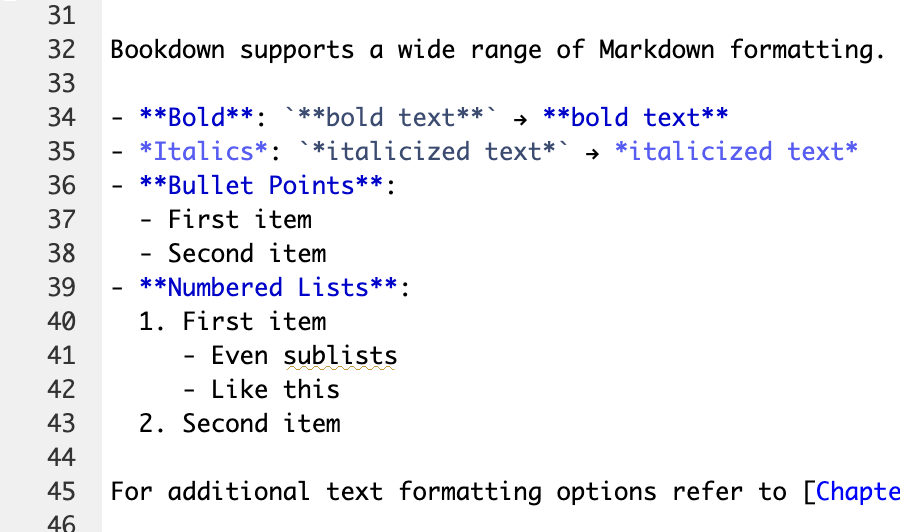 31
32 Bookdown supports a wide range of Markdown formatting.
33
34 - **Bold**: `**bold text**` → **bold text**
35 - *Italics*: `*italicized text*` → *italicized text*
36 - **Bullet Points**:
37   - First item
38   - Second item
39 - **Numbered Lists**:
40   1. First item
41      - Even sublists
42      - Like this
43   2. Second item
44
45 For additional text formatting options refer to [Chapte
46